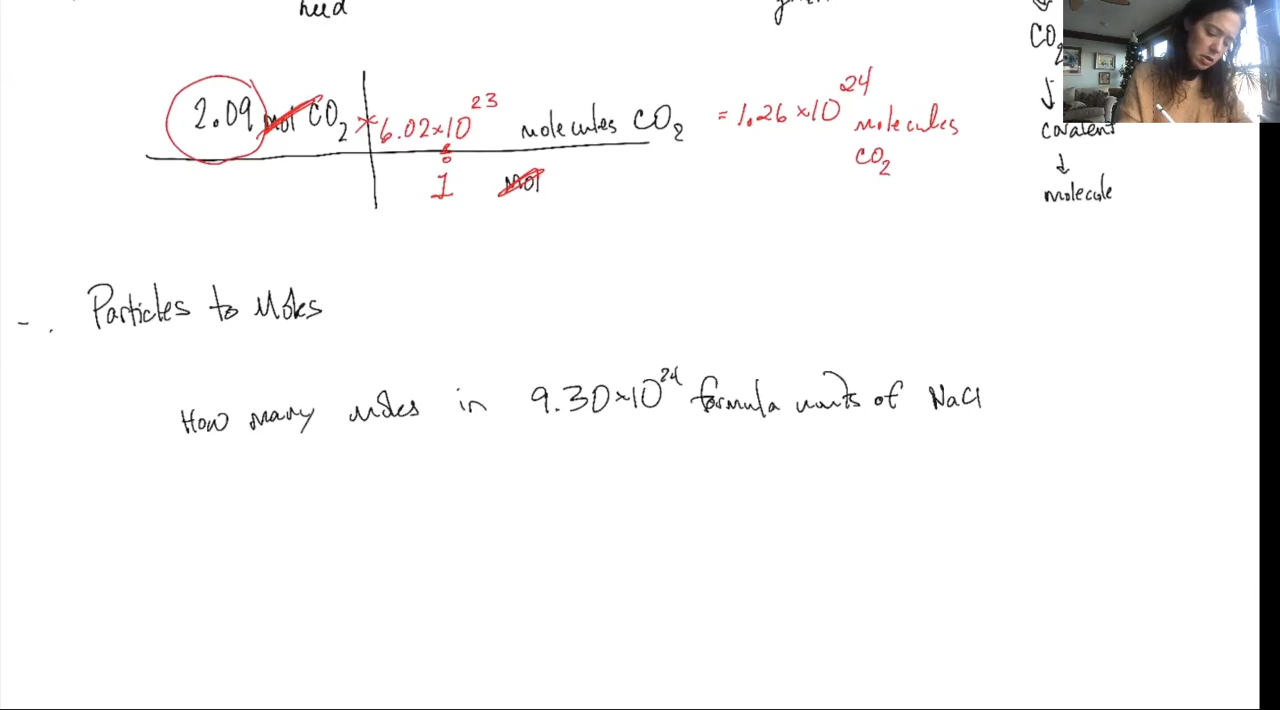 need
CO2
2.09 mol CO2 × 6.02×10^23 molecules CO2 = 1.26×10^24 molecules CO2
1 mol
covalent
↓
molecule
Particles to Moles
How many moles in 9.30×10^24 formula units of NaCl